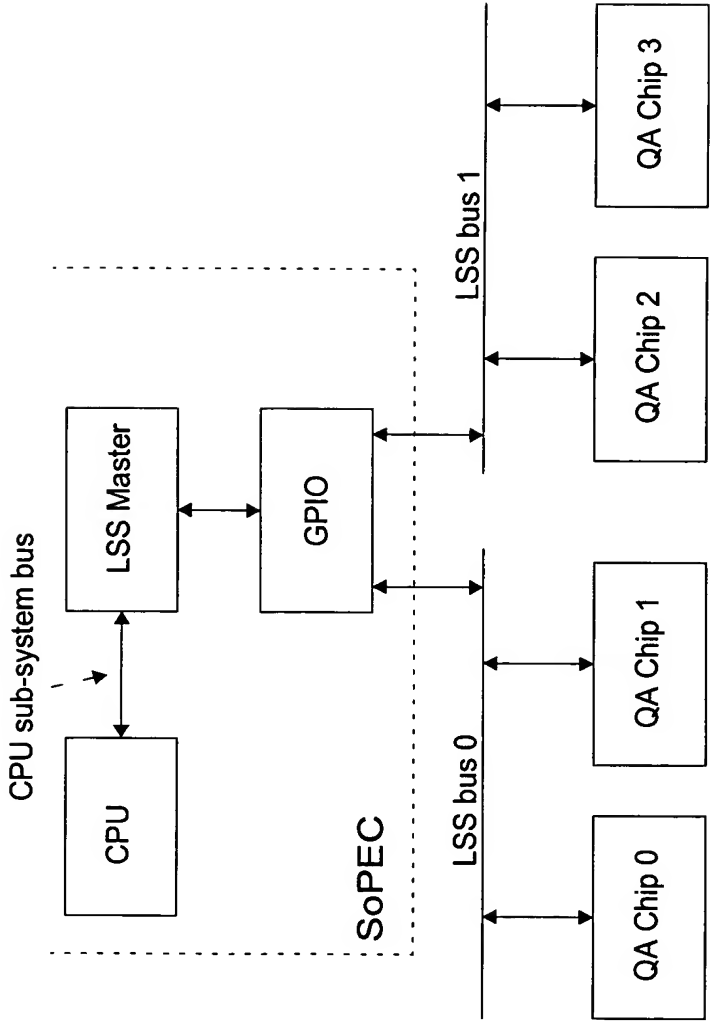 CPU sub-system bus
CPU
LSS Master
GPIO
SoPEC
LSS bus 0
LSS bus 1
QA Chip 0
QA Chip 1
QA Chip 2
QA Chip 3